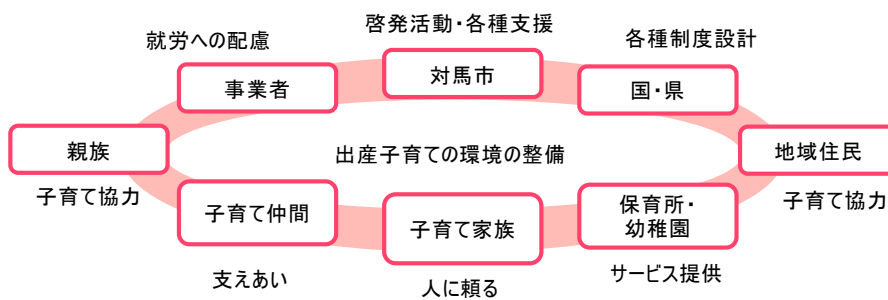 啓発活動・各種支援
就労への配慮
各種制度設計
対馬市
事業者
国・県
親族
出産子育ての環境の整備
地域住民
子育て協力
子育て仲間
子育て家族
保育所・
幼稚園
子育て協力
支えあい
人に頼る
サービス提供